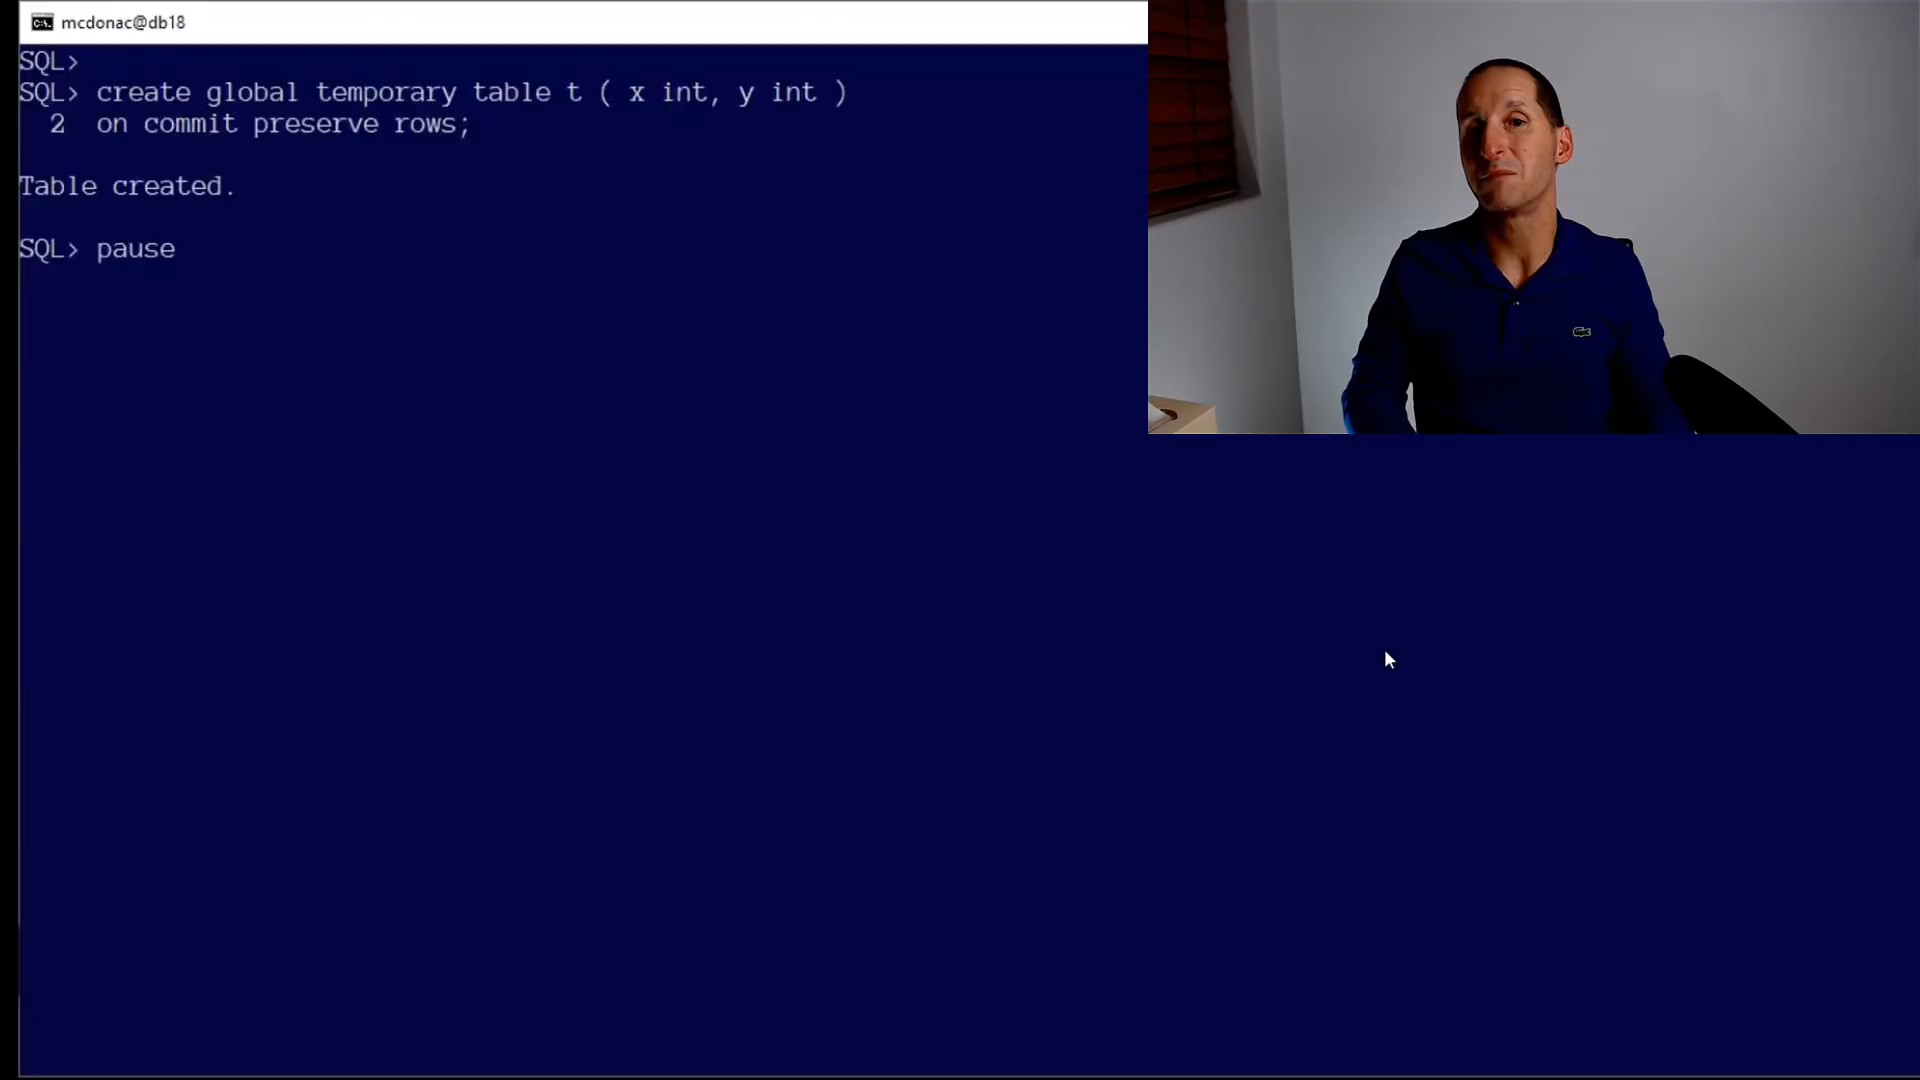 mcdonac@db18
SQL>
SQL> create global temporary table t ( x int, y int )
  2  on commit preserve rows;
Table created.
SQL> pause